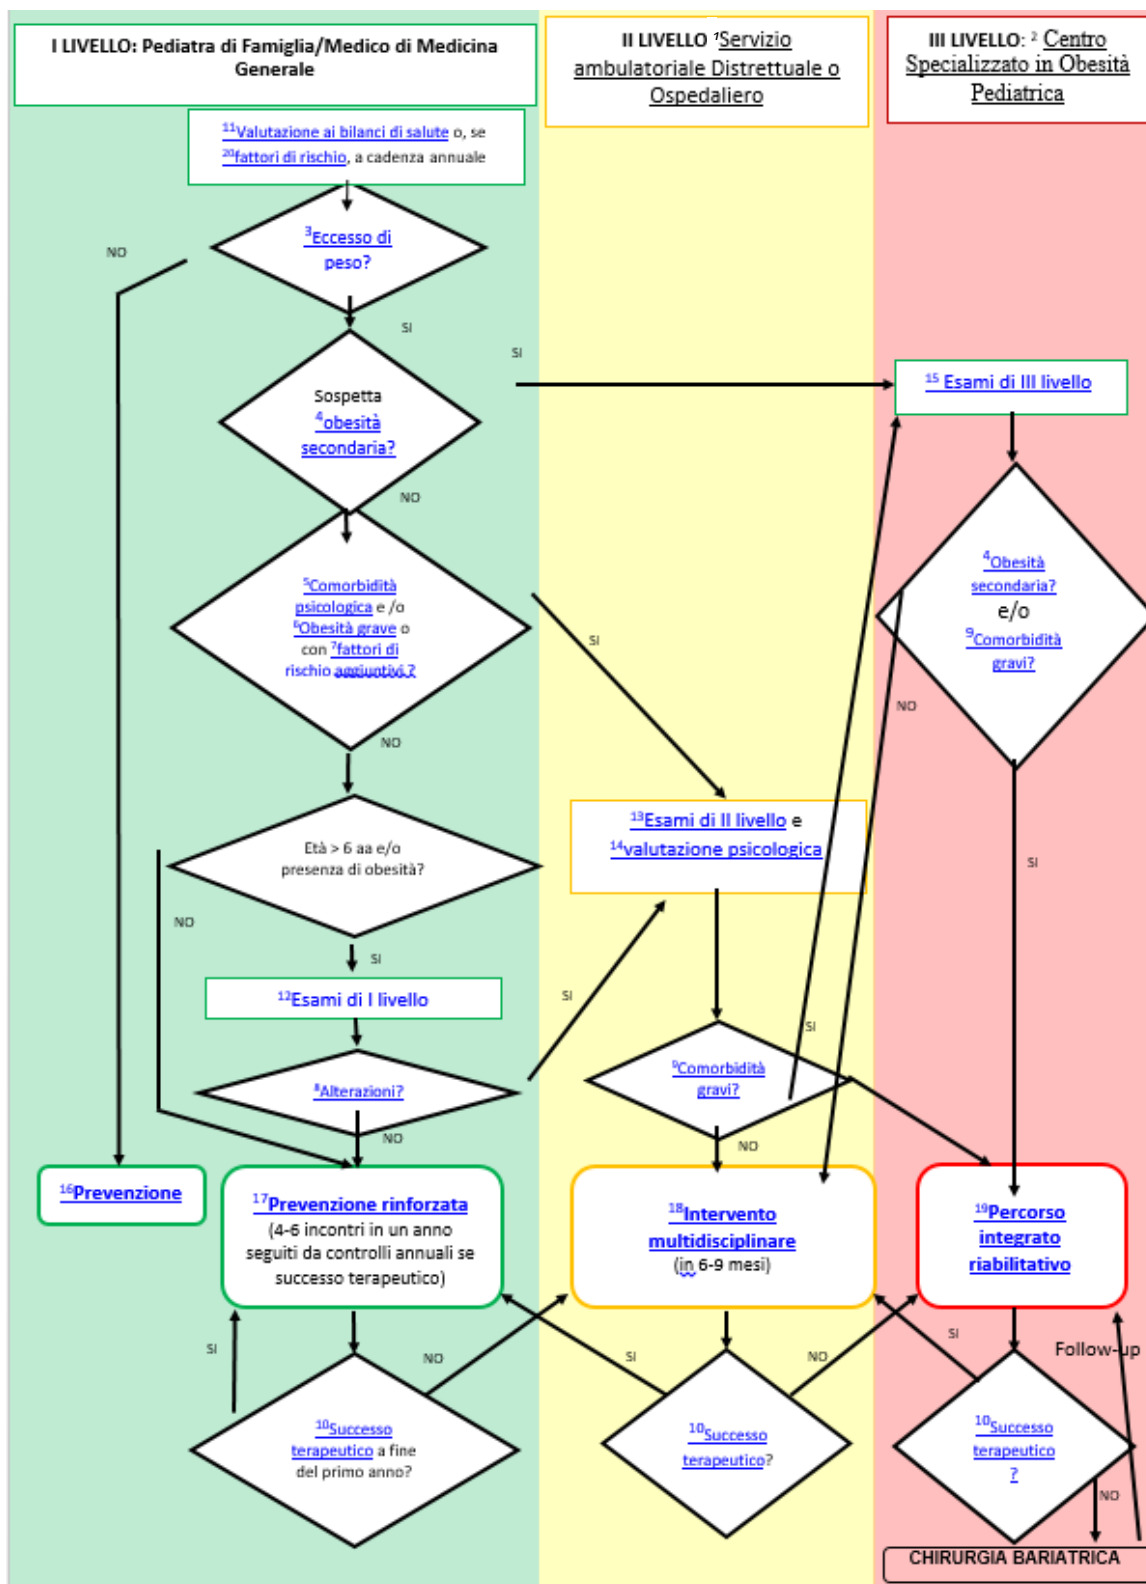 I LIVELLO: Pediatra di Famiglia/Medico di Medicina
Generale
II LIVELLO ¹Servizio
ambulatoriale Distrettuale o
Ospedaliero
III LIVELLO: ² Centro
Specializzato in Obesità
Pediatrica
¹¹Valutazione ai bilanci di salute o, se
²⁰fattori di rischio, a cadenza annuale
³Eccesso di
peso?
NO
SI
SI
Sospetta
⁴obesità
secondaria?
¹⁵ Esami di III livello
NO
⁵Comorbidità
psicologica e /o
⁶Obesità grave o
con ⁷fattori di
rischio aggiuntivi ?
SI
⁴Obesità
secondaria?
e/o
⁹Comorbidità
gravi?
NO
NO
Età > 6 aa e/o
presenza di obesità?
¹³Esami di II livello e
¹⁴valutazione psicologica
SI
NO
SI
¹²Esami di I livello
SI
SI
⁸Alterazioni?
⁹Comorbidità
gravi?
NO
NO
¹⁶Prevenzione
¹⁷Prevenzione rinforzata
(4-6 incontri in un anno
seguiti da controlli annuali se
successo terapeutico)
¹⁸Intervento
multidisciplinare
(in 6-9 mesi)
¹⁹Percorso
integrato
riabilitativo
SI
NO
SI
NO
SI
Follow-up
¹⁰Successo
terapeutico a fine
del primo anno?
¹⁰Successo
terapeutico?
¹⁰Successo
terapeutico
?
NO
CHIRURGIA BARIATRICA